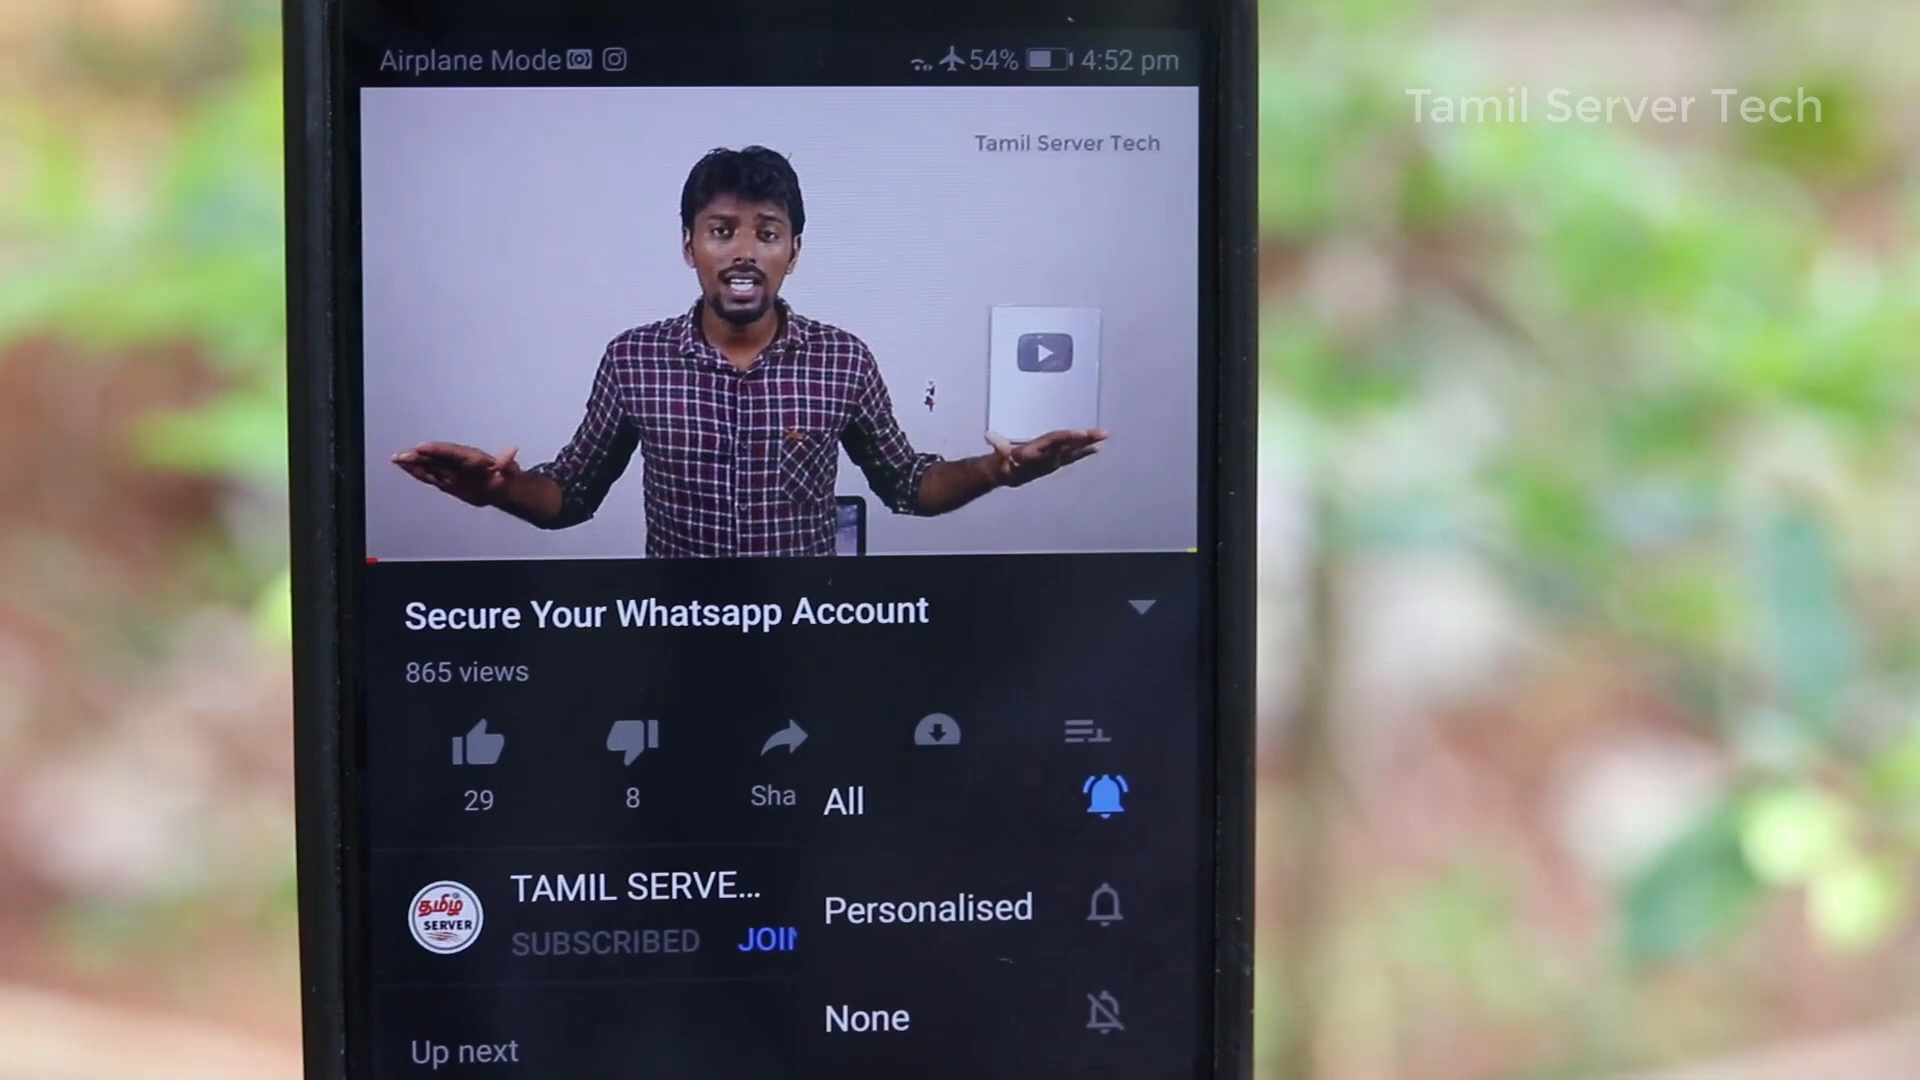 Tamil Server Tech
Airplane Mode 54% 4:52 pm
Tamil Server Tech
Secure Your Whatsapp Account
865 views
29
8
Sha
All
TAMIL SERVE...
SUBSCRIBED JOIN
தமிழ்
SERVER
Personalised
None
Up next